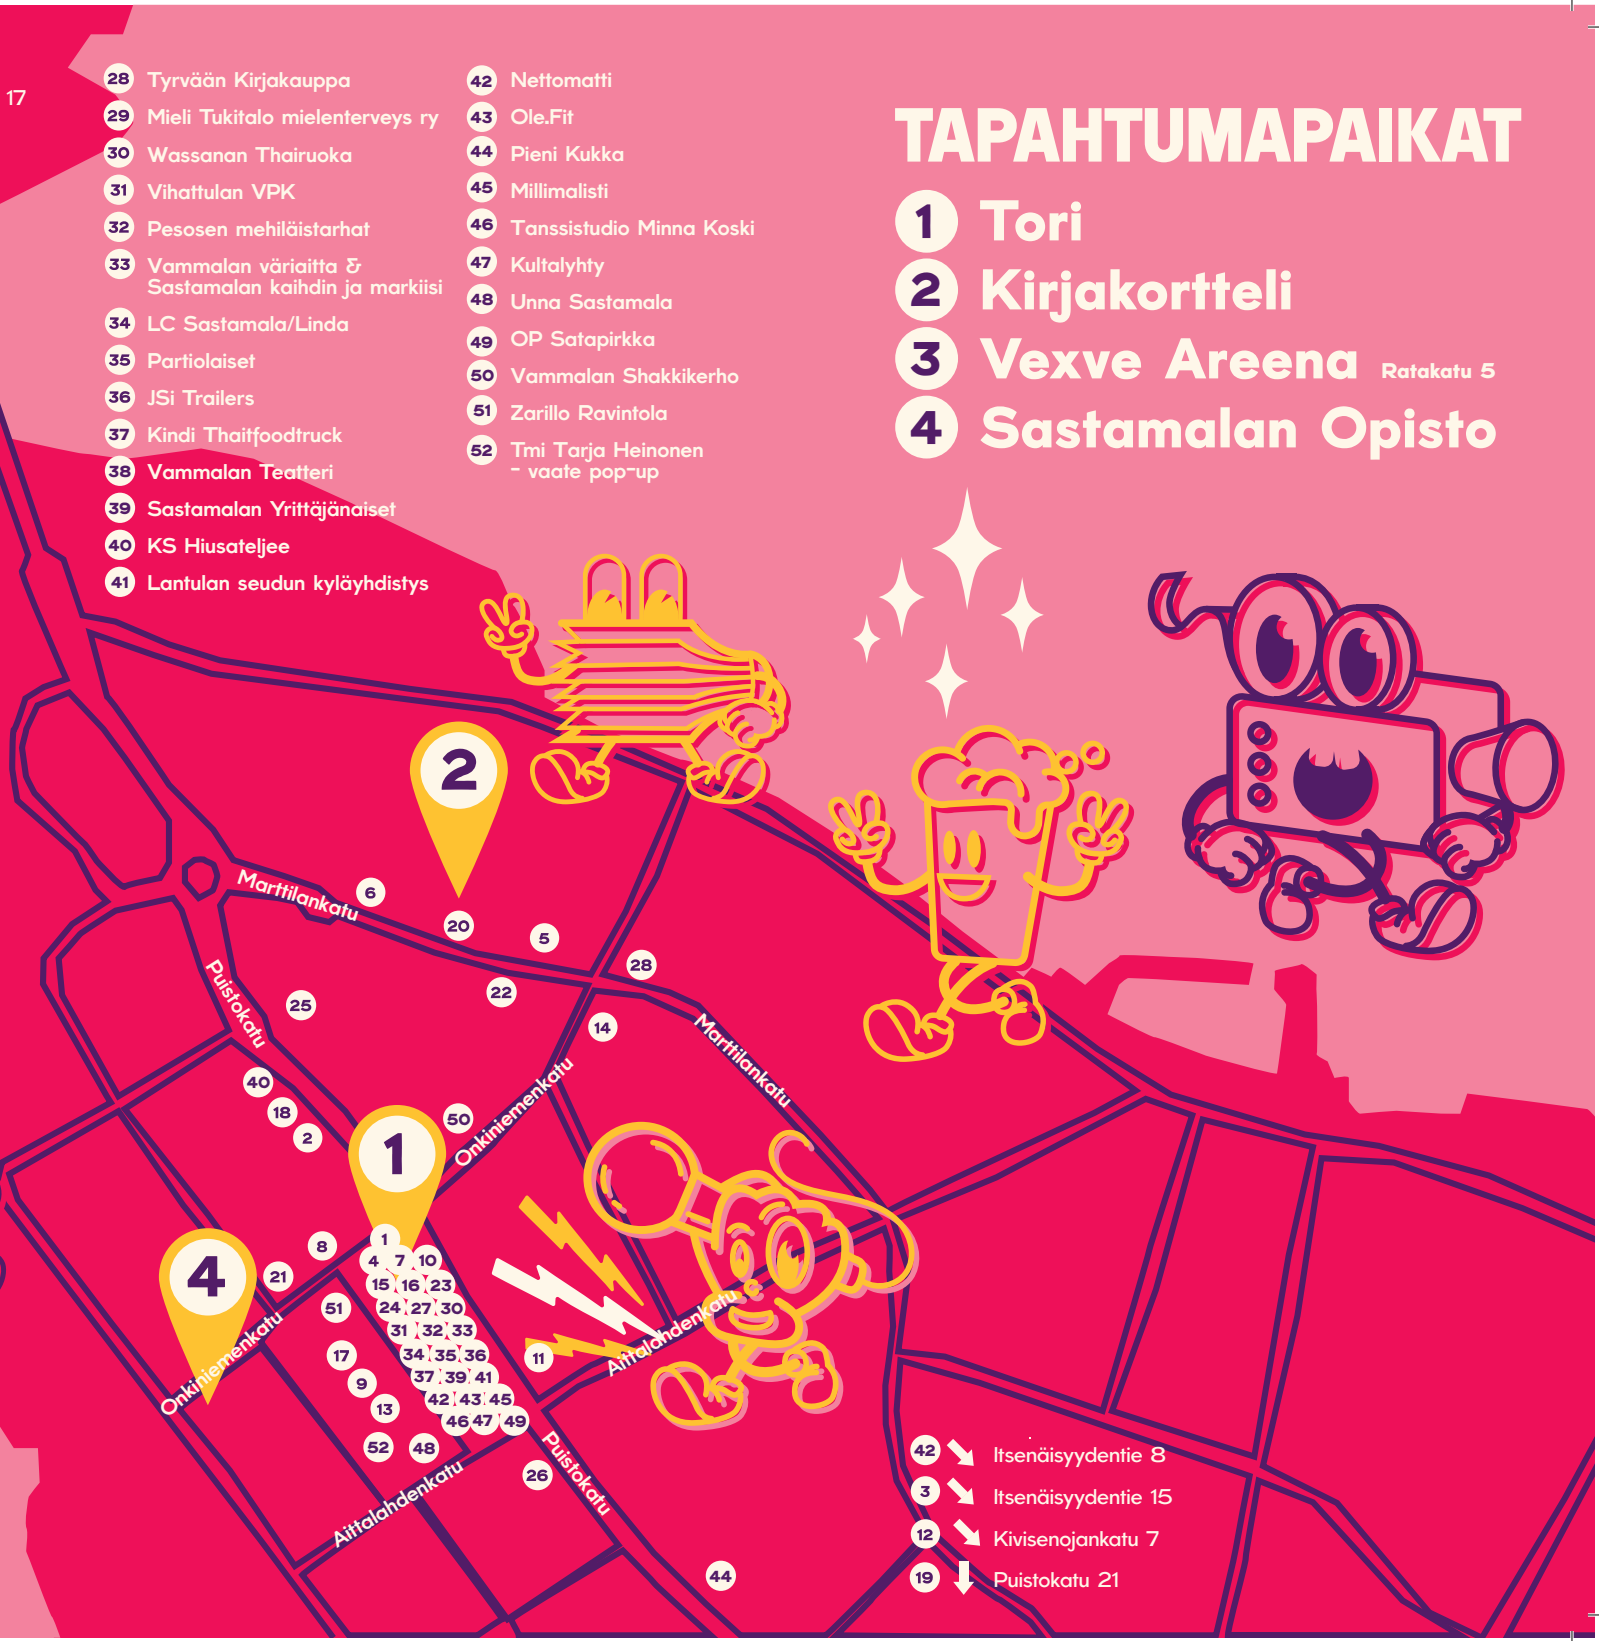 17
28 Tyrvään Kirjakauppa
29 Mieli Tukitalo mielenterveys ry
30 Wassanan Thairuoka
31 Vihattulan VPK
32 Pesosen mehiläistarhat
33 Vammalan väriaitta &
Sastamalan kaihdin ja markiisi
34 LC Sastamala/Linda
35 Partiolaiset
36 JSi Trailers
37 Kindi Thaitfoodtruck
38 Vammalan Teatteri
39 Sastamalan Yrittäjänaiset
40 KS Hiusateljee
41 Lantulan seudun kyläyhdistys
42 Nettomatti
43 Ole.Fit
44 Pieni Kukka
45 Millimalisti
46 Tanssistudio Minna Koski
47 Kultalyhty
48 Unna Sastamala
49 OP Satapirkka
50 Vammalan Shakkikerho
51 Zarillo Ravintola
52 Tmi Tarja Heinonen
- vaate pop-up
TAPAHTUMAPAIKAT
1 Tori
2 Kirjakortteli
3 Vexve Areena Ratakatu 5
4 Sastamalan Opisto
2
Marttilankatu
6
20
5
28
22
25
Puistokatu
14
Marttilankatu
40
18
2
50
Onkiniemenkatu
1
4
8
21
1
4 7 10
15 16 23
24 27 30
31 32 33
34 35 36
37 39 41
42 43 45
46 47 49
51
17
9
13
52 48
11
Aittalahdenkatu
Onkiniemenkatu
Aittalahdenkatu
Puistokatu
26
44
42 Itsenäisyydentie 8
3 Itsenäisyydentie 15
12 Kivisenojankatu 7
19 Puistokatu 21